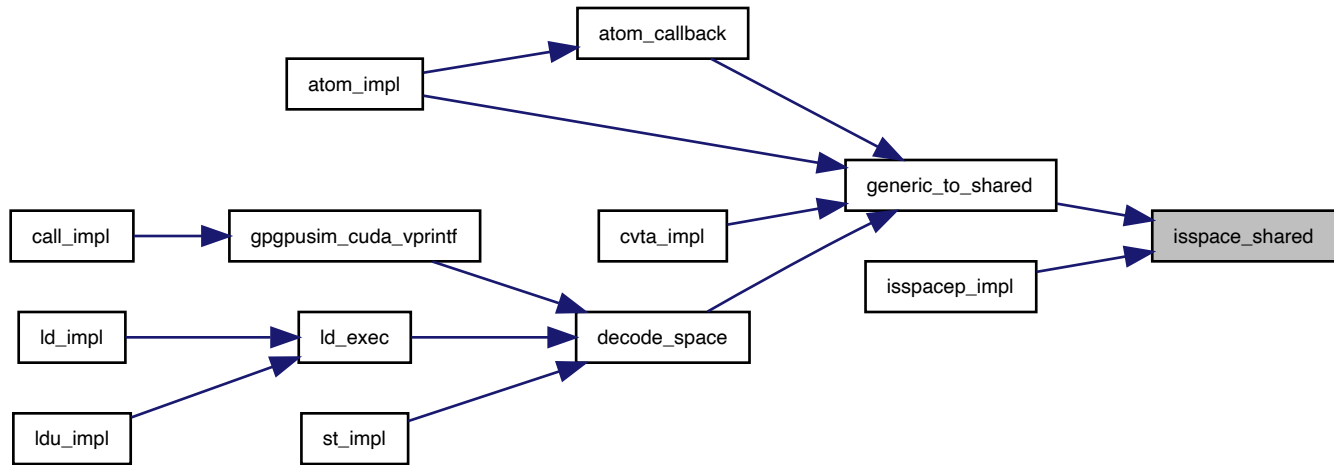 atom_callback
atom_impl
generic_to_shared
call_impl
gpgpusim_cuda_vprintf
cvta_impl
isspace_shared
isspacep_impl
ld_impl
ld_exec
decode_space
ldu_impl
st_impl